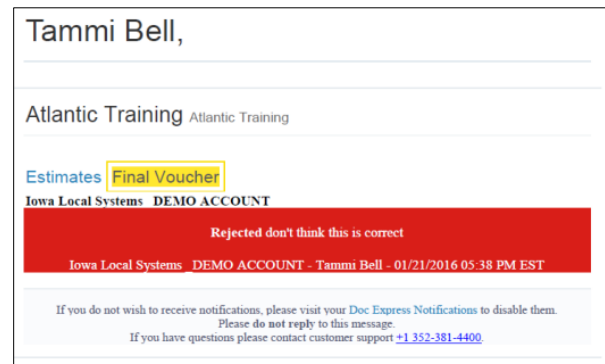 Tammi Bell,
Atlantic Training Atlantic Training
Estimates Final Voucher
Iowa Local Systems _DEMO ACCOUNT
Rejected don't think this is correct
Iowa Local Systems _DEMO ACCOUNT - Tammi Bell - 01/21/2016 05:38 PM EST
If you do not wish to receive notifications, please visit your Doc Express Notifications to disable them.
Please do not reply to this message.
If you have questions please contact customer support +1 352-381-4400.